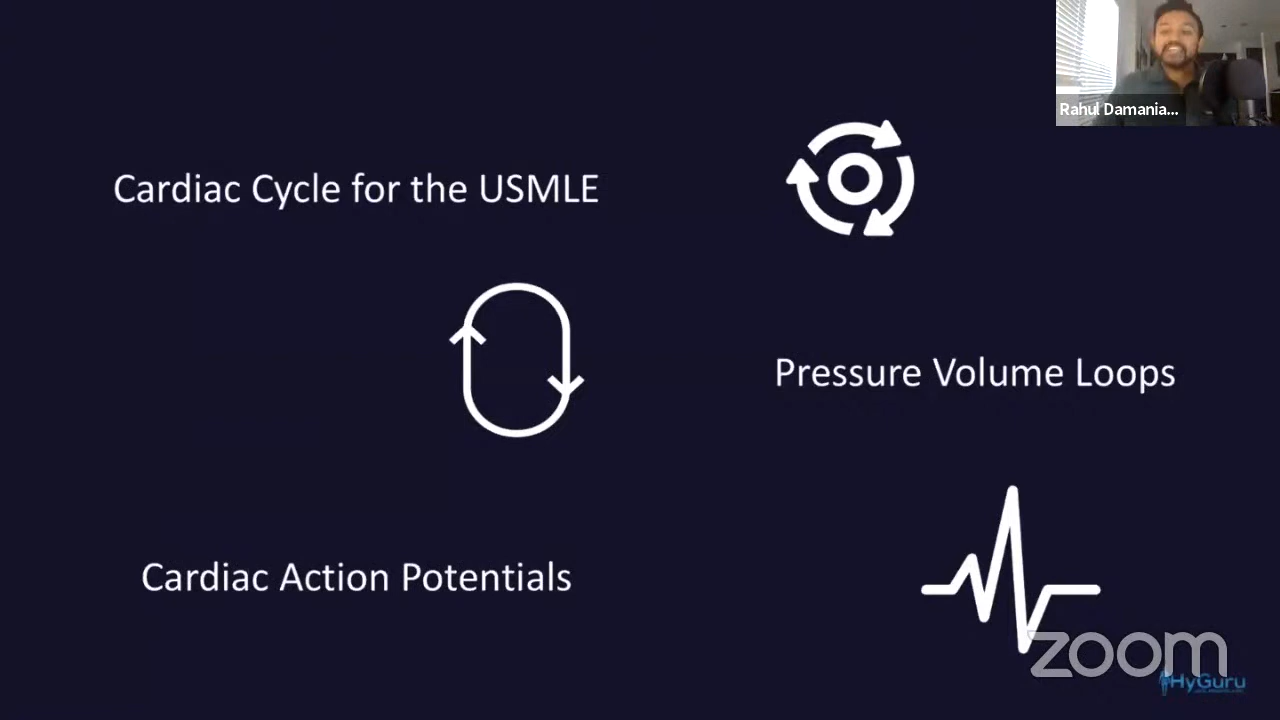 Rahul Damania...
Cardiac Cycle for the USMLE
Pressure Volume Loops
Cardiac Action Potentials
zoom
HyGuru